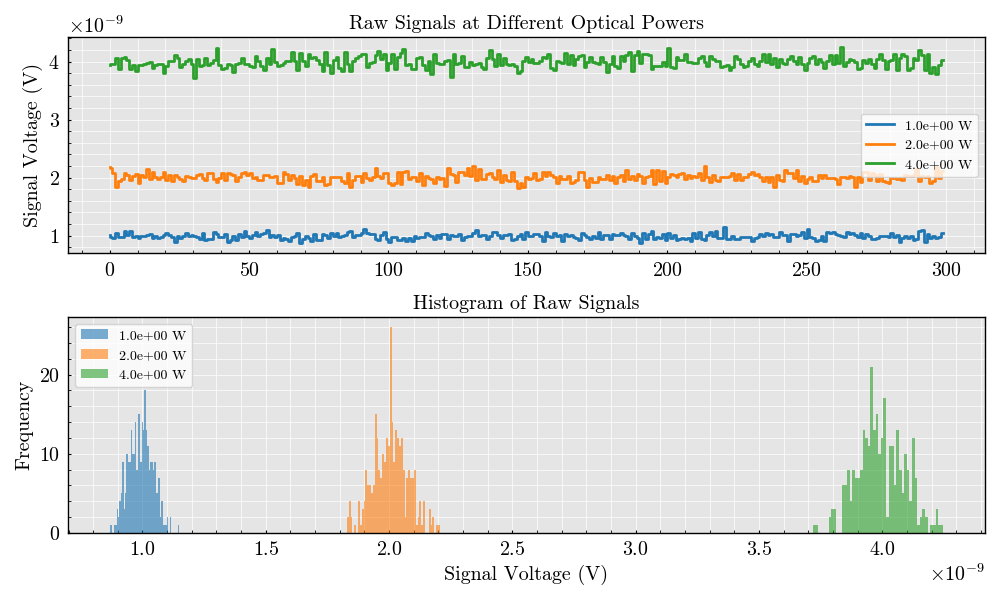 Raw Signals at Different Optical Powers
×10⁻⁹
Signal Voltage (V)
4
3
2
1
1.0e+00 W
2.0e+00 W
4.0e+00 W
0 50 100 150 200 250 300
Histogram of Raw Signals
Frequency
20
10
0
1.0e+00 W
2.0e+00 W
4.0e+00 W
1.0 1.5 2.0 2.5 3.0 3.5 4.0
Signal Voltage (V)
×10⁻⁹